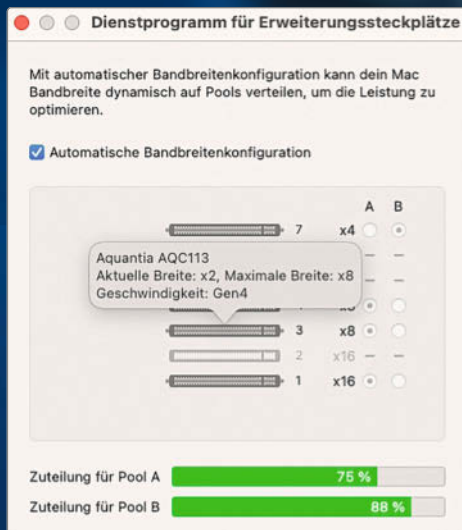 Dienstprogramm für Erweiterungssteckplätze
Mit automatischer Bandbreitenkonfiguration kann dein Mac
Bandbreite dynamisch auf Pools verteilen, um die Leistung zu
optimieren.
Automatische Bandbreitenkonfiguration
A B
7 x4
Aquantia AQC113
Aktuelle Breite: x2, Maximale Breite: x8
Geschwindigkeit: Gen4
3 x8
2 x16 – –
1 x16
Zuteilung für Pool A 75 %
Zuteilung für Pool B 88 %